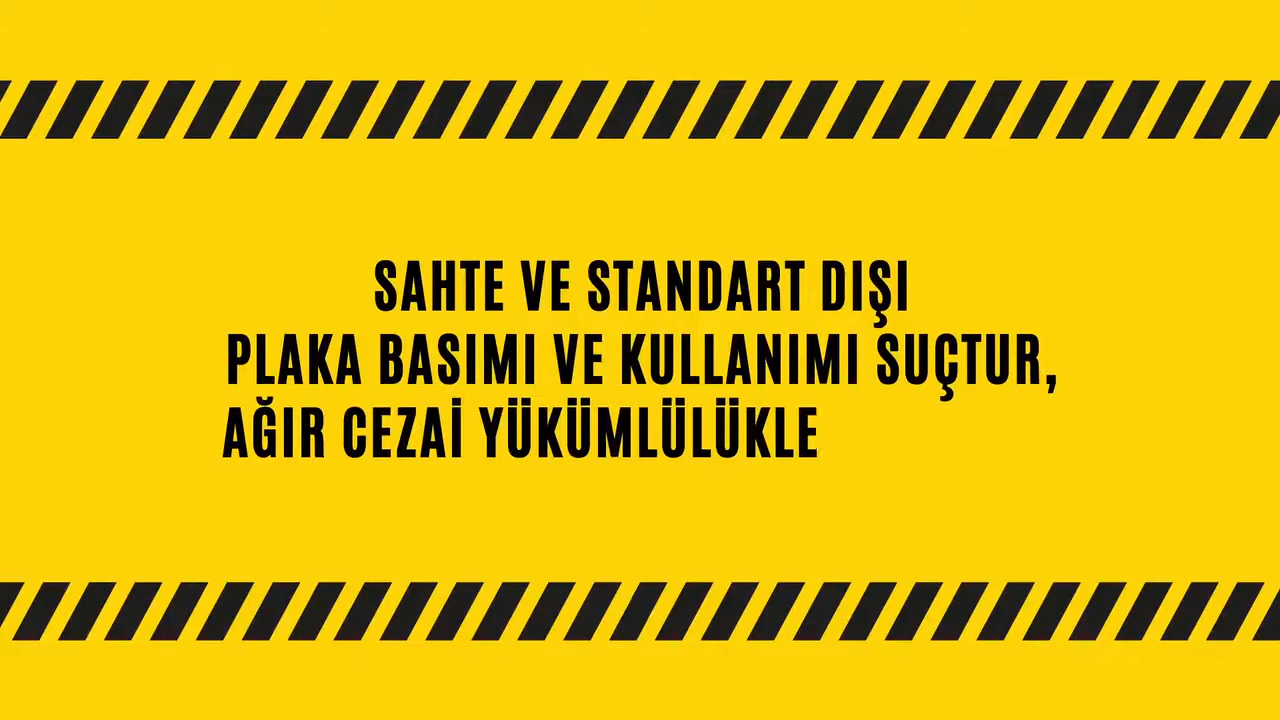 SAHTE VE STANDART DIŞI
PLAKA BASIMI VE KULLANIMI SUÇTUR,
AĞIR CEZAİ YÜKÜMLÜLÜKLE